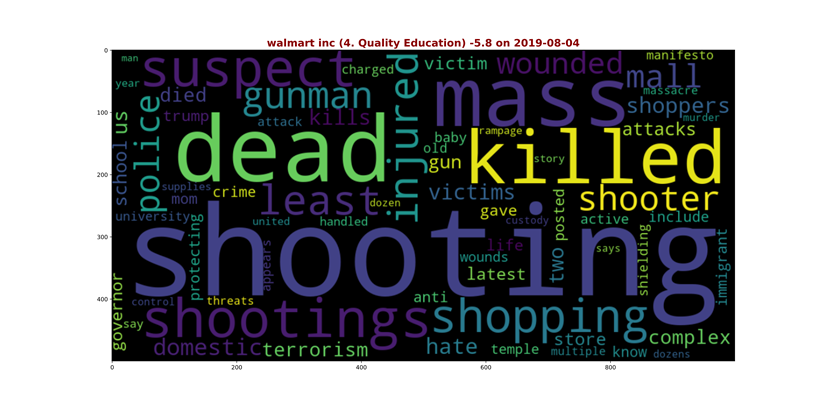 walmart inc (4. Quality Education) -5.8 on 2019-08-04
0
100
200
300
400
0
200
400
600
800
man
suspect
charged
injured
victim
wounded
manifesto
year
died
gunman
mass
mall
massacre
shoppers
police
trump
attack
kills
murder
us
dead
baby
rampage
killed
attacks
school
old
gun
story
supplies
mom
crime
least
dozen
victims
shooter
university
united
handled
gave
custody
posted
active
include
protecting
shooting
appears
life
says
wounds
two
shielding
immigrant
latest
governor
control
threats
anti
say
shootings
shopping
domestic
terrorism
hate
temple
store
multiple
know
complex
dozens